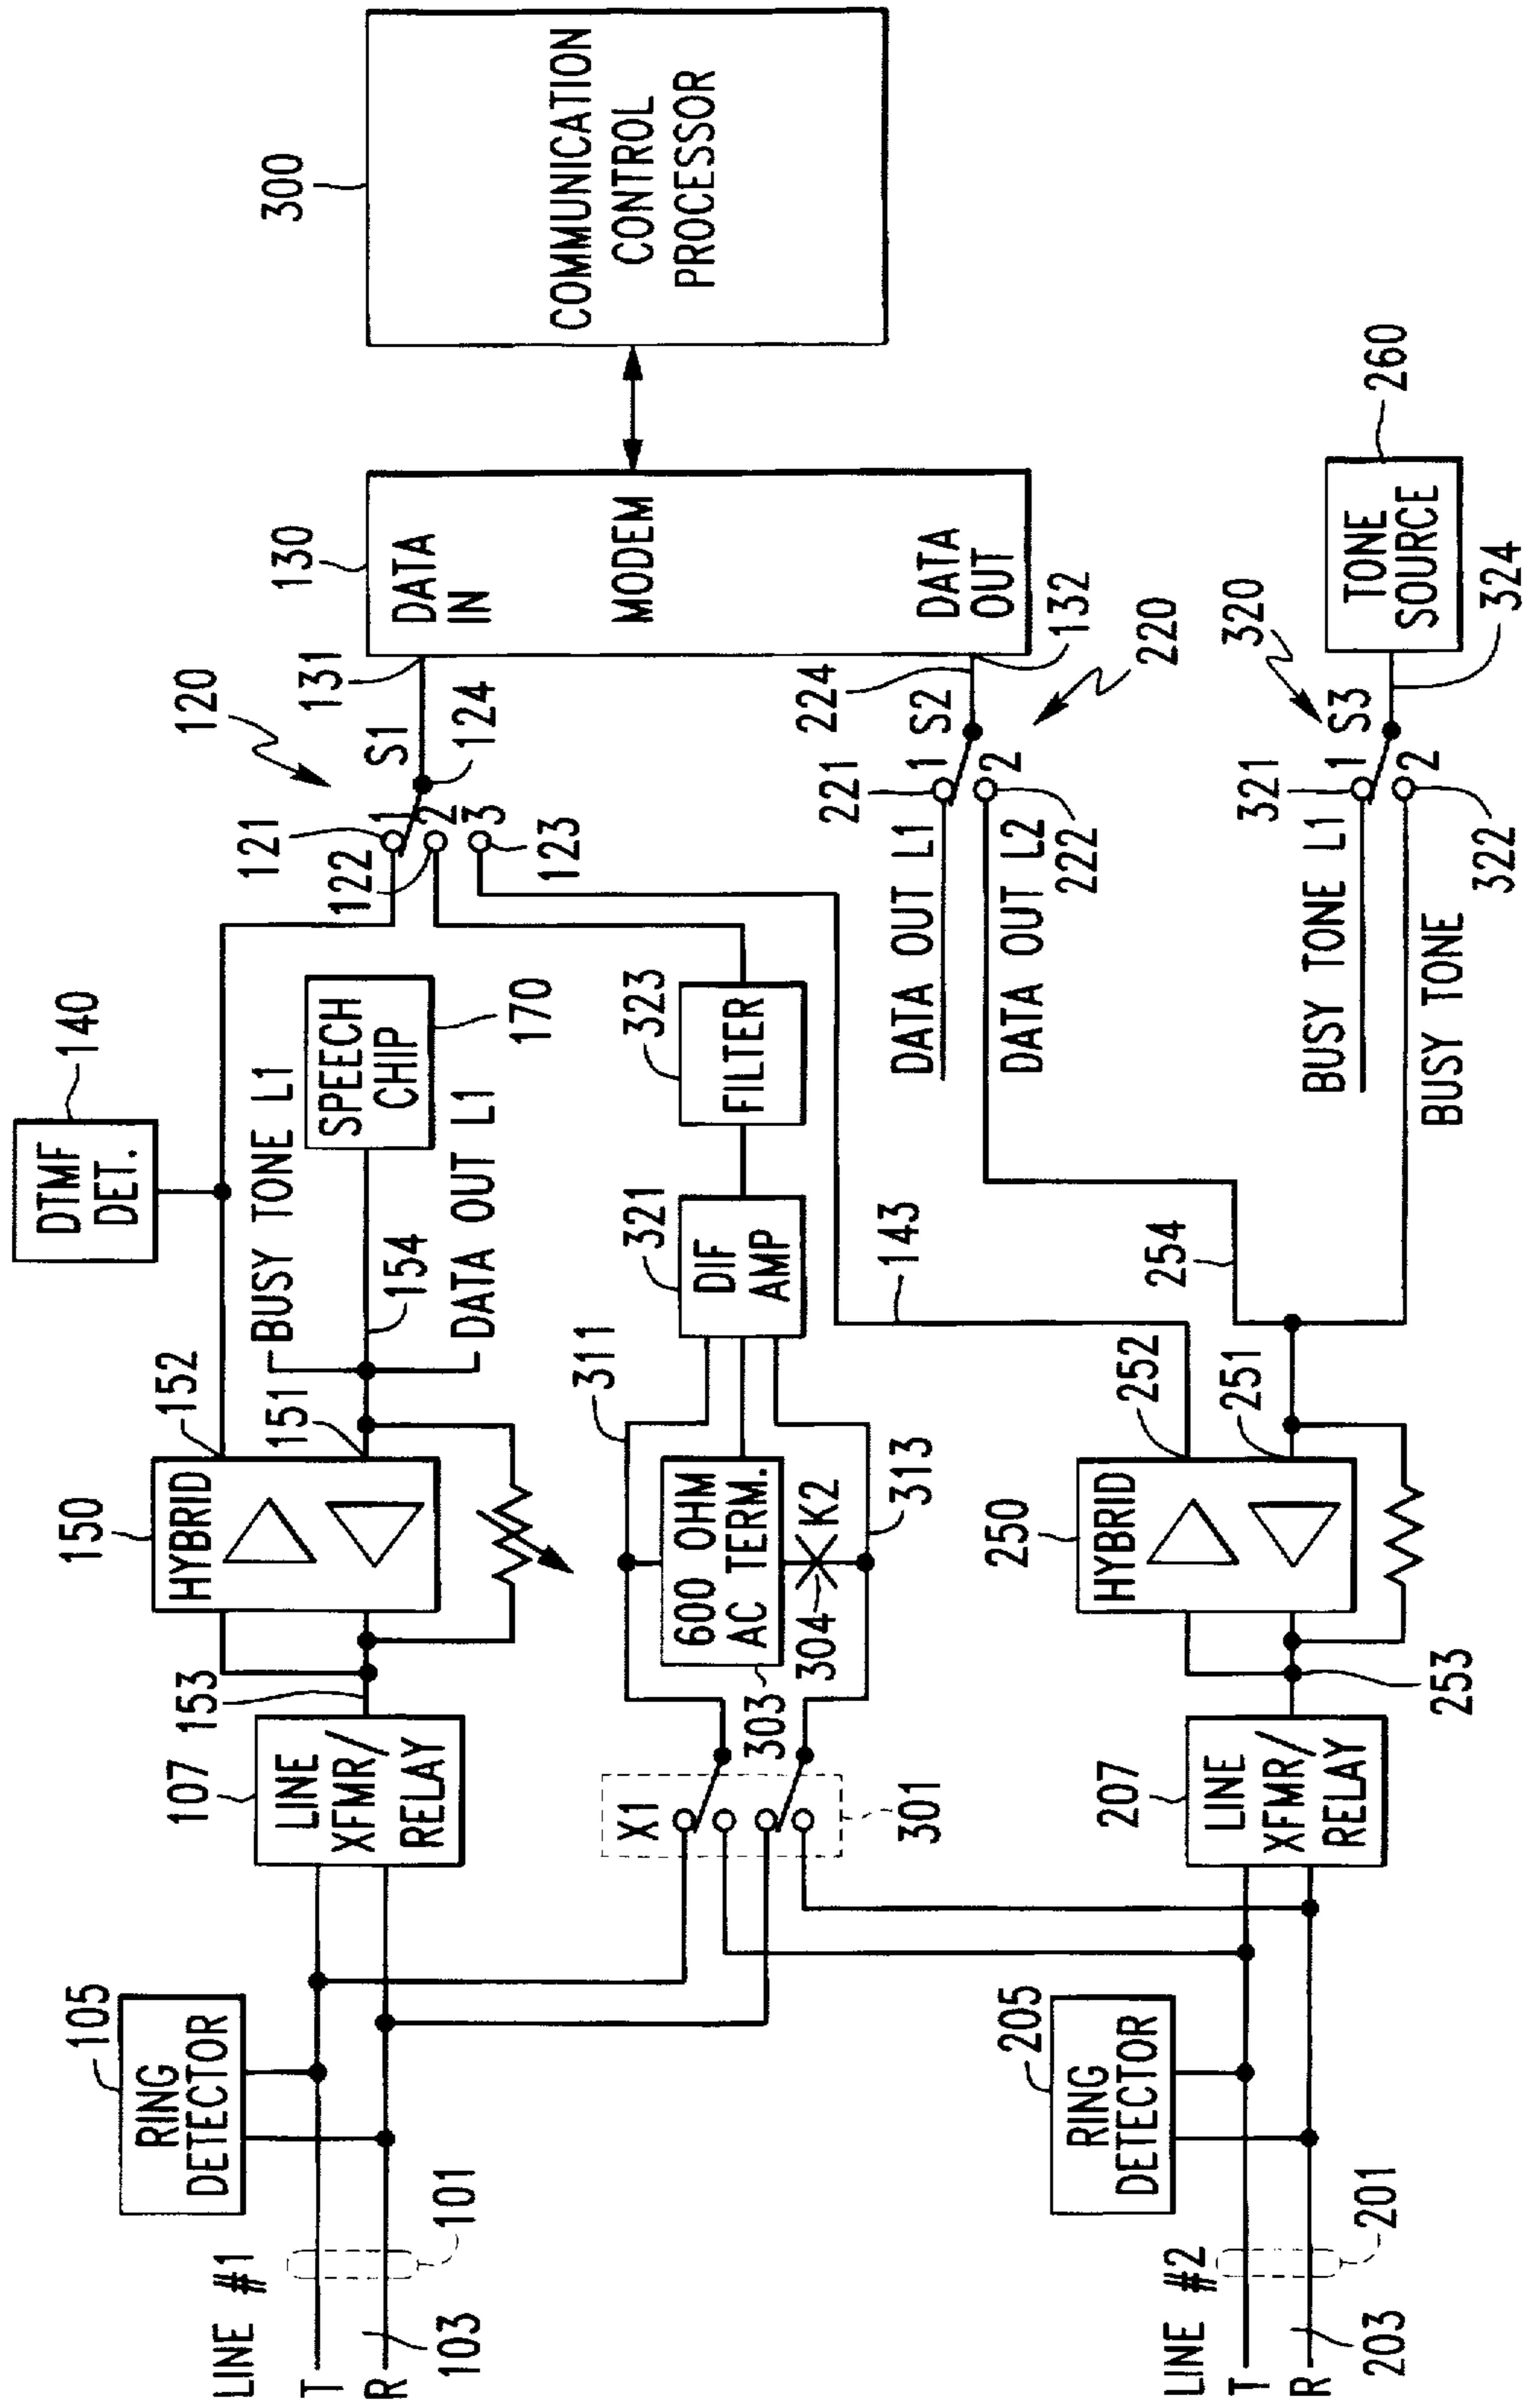 LINE #1
T
R
103
101
RING
DETECTOR
105
107
LINE
XFMR/
RELAY
153
150
HYBRID
152
151
DTMF
DET.
140
BUSY TONE L1
154
DATA OUT L1
SPEECH
CHIP
170
X1
301
303
600 OHM
AC TERM.
304
K2
311
313
321
DIF
AMP
323
FILTER
143
120
121
122
123
1
2
3
S1
124
131
130
DATA
IN
MODEM
DATA
OUT
132
300
COMMUNICATION
CONTROL
PROCESSOR
DATA OUT L1
DATA OUT L2
221
222
1
2
S2
224
220
LINE #2
T
R
203
201
RING
DETECTOR
205
207
LINE
XFMR/
RELAY
253
250
HYBRID
252
251
254
BUSY TONE L1
BUSY TONE
321
322
1
2
S3
320
324
TONE
SOURCE
260